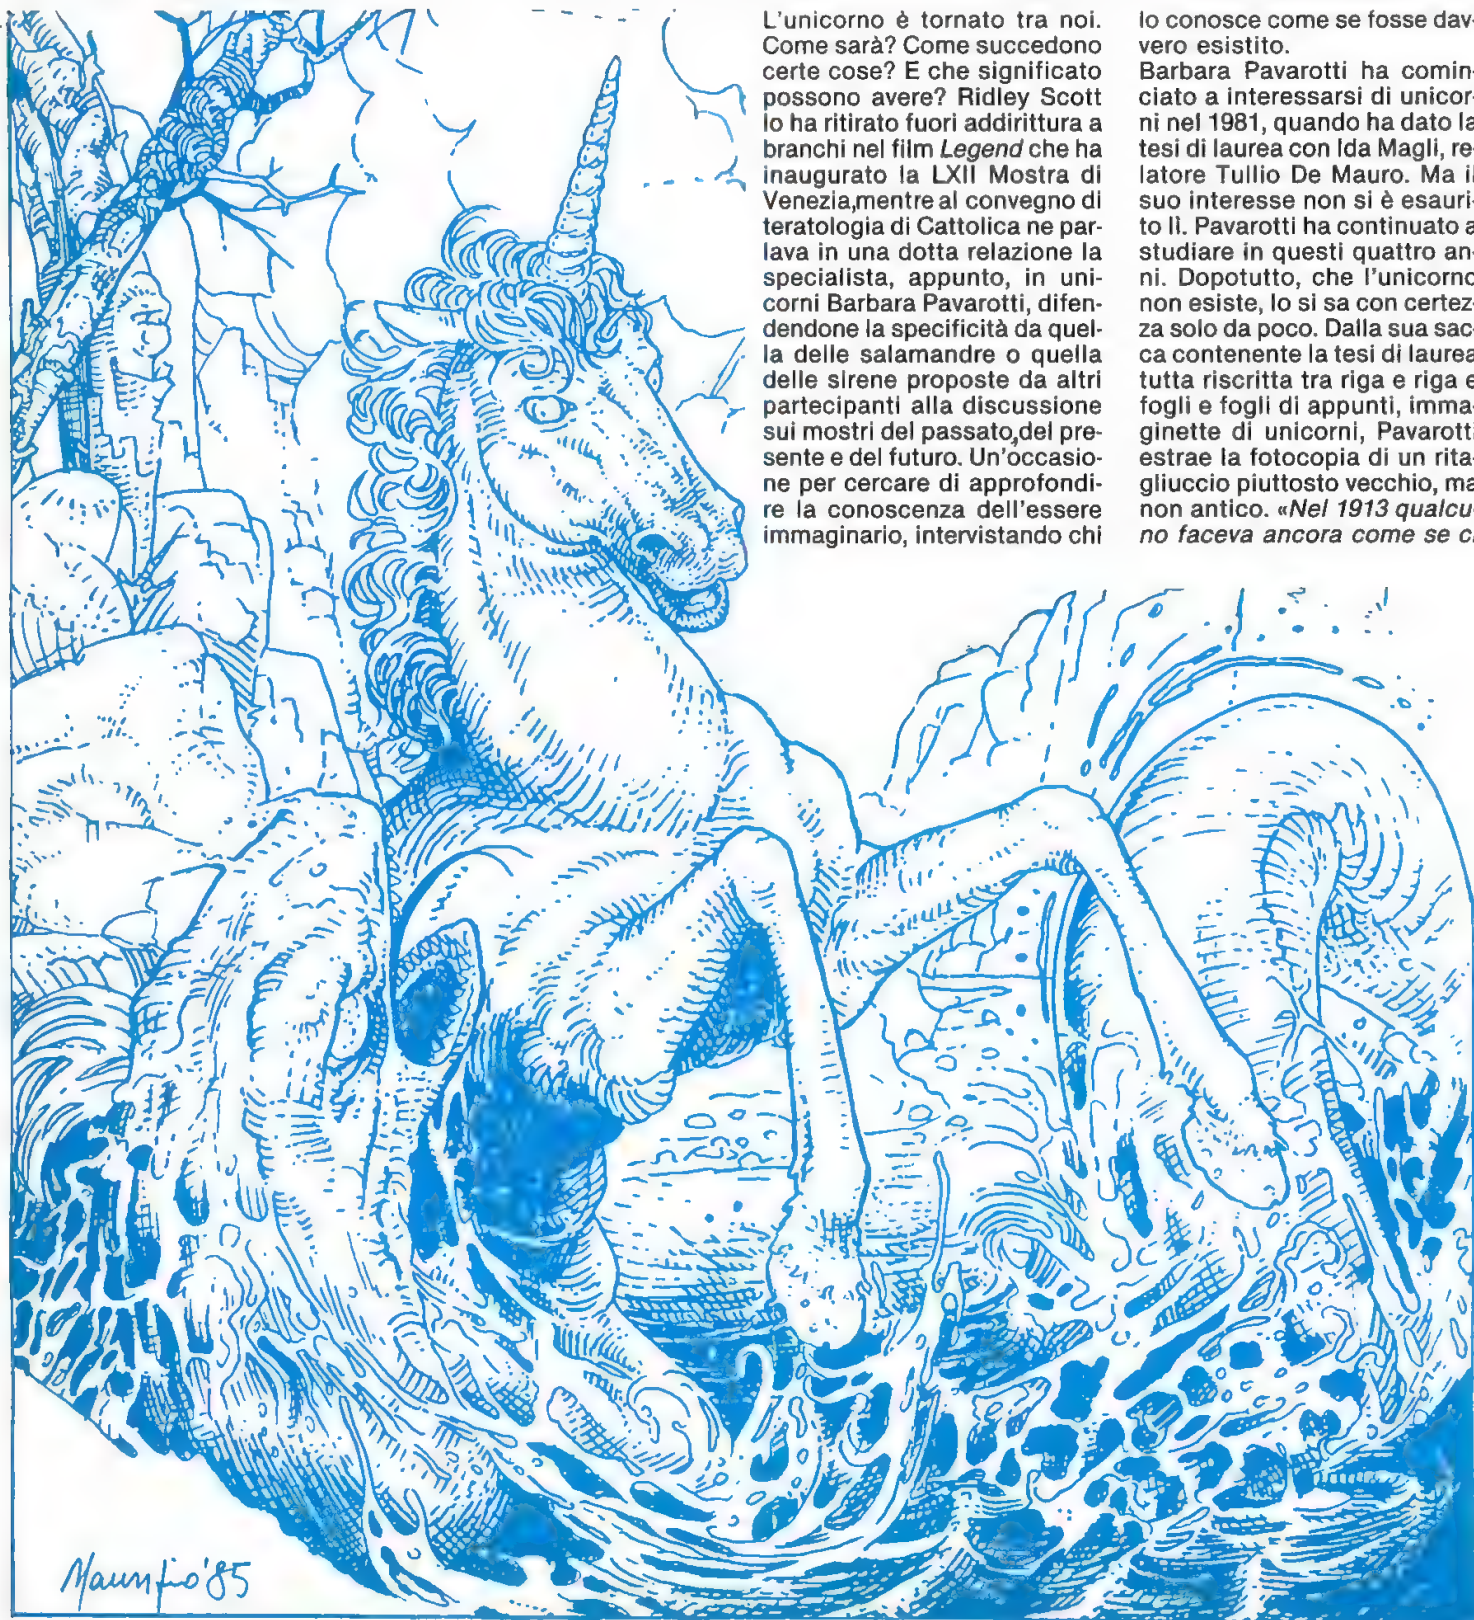 L'unicorno è tornato tra noi.
Come sarà? Come succedono
certe cose? E che significato
possono avere? Ridley Scott
lo ha ritirato fuori addirittura a
branchi nel film Legend che ha
inaugurato la LXII Mostra di
Venezia,mentre al convegno di
teratologia di Cattolica ne par-
lava in una dotta relazione la
specialista, appunto, in uni-
corni Barbara Pavarotti, difen-
dendone la specificità da quel-
la delle salamandre o quella
delle sirene proposte da altri
partecipanti alla discussione
sui mostri del passato,del pre-
sente e del futuro. Un'occasio-
ne per cercare di approfondi-
re la conoscenza dell'essere
immaginario, intervistando chi
lo conosce come se fosse dav-
vero esistito.
Barbara Pavarotti ha comin-
ciato a interessarsi di unicor-
ni nel 1981, quando ha dato la
tesi di laurea con Ida Magli, re-
latore Tullio De Mauro. Ma il
suo interesse non si è esauri-
to lì. Pavarotti ha continuato a
studiare in questi quattro an-
ni. Dopotutto, che l'unicorno
non esiste, lo si sa con certez-
za solo da poco. Dalla sua sac-
ca contenente la tesi di laurea
tutta riscritta tra riga e riga e
fogli e fogli di appunti, imma-
ginette di unicorni, Pavarotti
estrae la fotocopia di un rita-
gliuccio piuttosto vecchio, ma
non antico. «Nel 1913 qualcu-
no faceva ancora come se ci
Maurizio '85